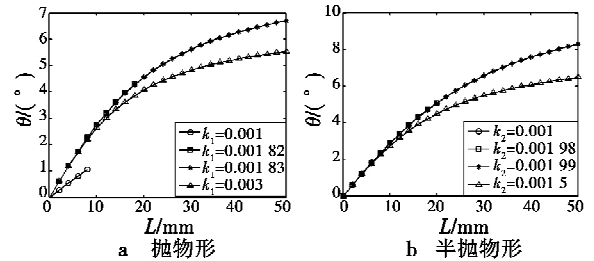 θ/(°)
7
6
5
4
3
2
1
0
k₁=0.001
k₁=0.001 82
k₁=0.001 83
k₁=0.003
0 10 20 30 40 50
L/mm
a 抛物形
θ/(°)
10
8
6
4
2
0
k₂=0.001
k₂=0.001 98
k₂=0.001 99
k₂=0.001 5
0 10 20 30 40 50
L/mm
b 半抛物形